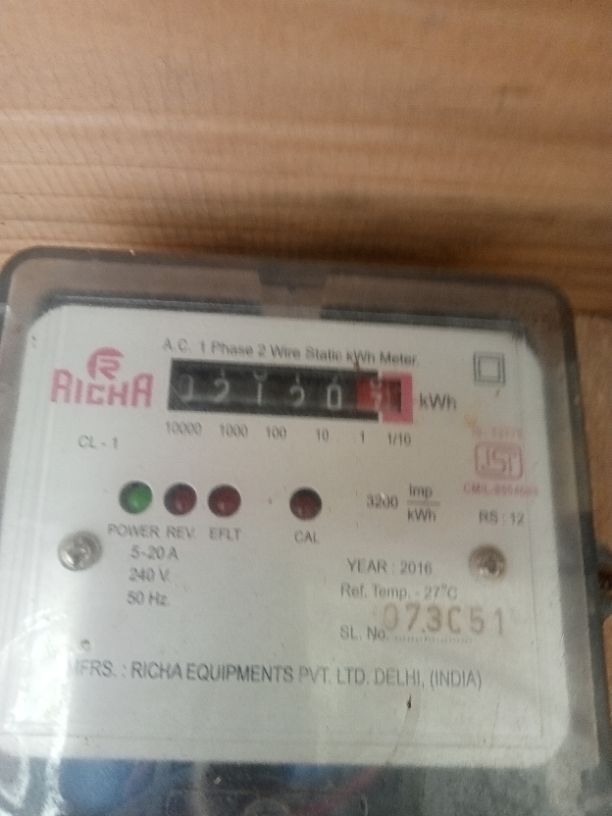 A.C. 1 Phase 2 Wire Static kWh Meter.
RICHA
kWh
10000 1000 100 10 1 1/10
CL - 1
3200 Imp/kWh
RS : 12
POWER REV. EFLT CAL
5-20 A
240 V.
50 Hz.
YEAR : 2016
Ref. Temp. - 27°C
SL. No.
MFRS. : RICHA EQUIPMENTS PVT. LTD. DELHI, (INDIA)